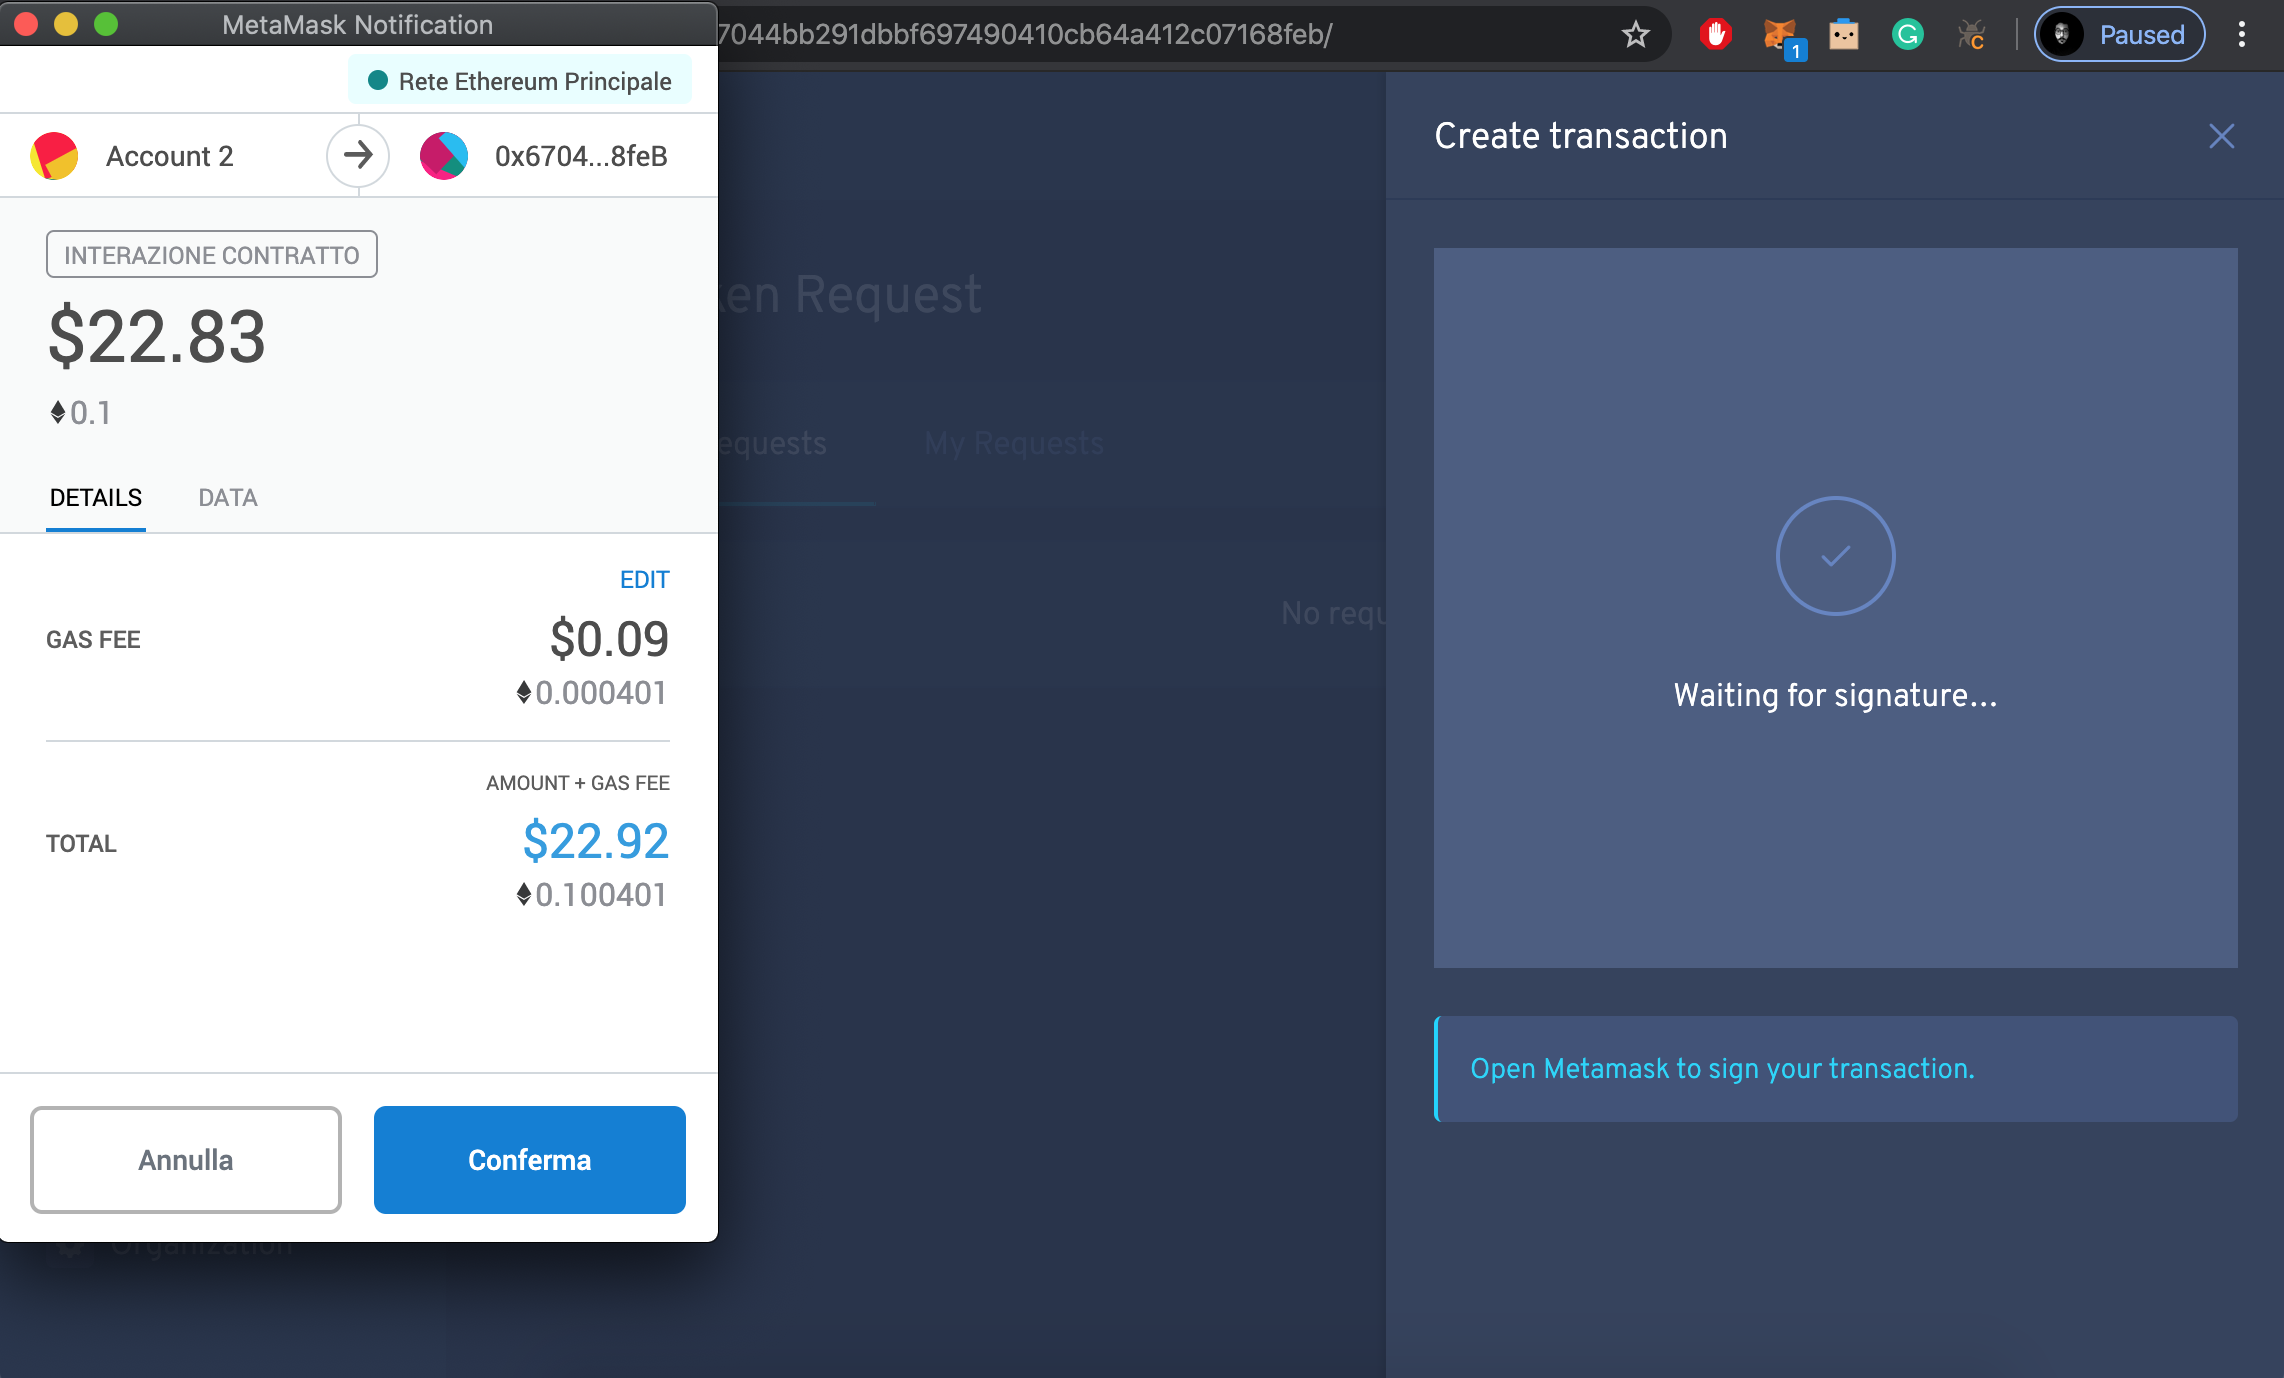 MetaMask Notification
7044bb291dbbf697490410cb64a412c07168feb/
1
G
C
Paused
Rete Ethereum Principale
Account 2
0x6704...8feB
INTERAZIONE CONTRATTO
$22.83
0.1
DETAILS
DATA
EDIT
GAS FEE
$0.09
0.000401
AMOUNT + GAS FEE
TOTAL
$22.92
0.100401
Annulla
Conferma
Organization
ken Request
equests
My Requests
No requ
Create transaction
Waiting for signature...
Open Metamask to sign your transaction.